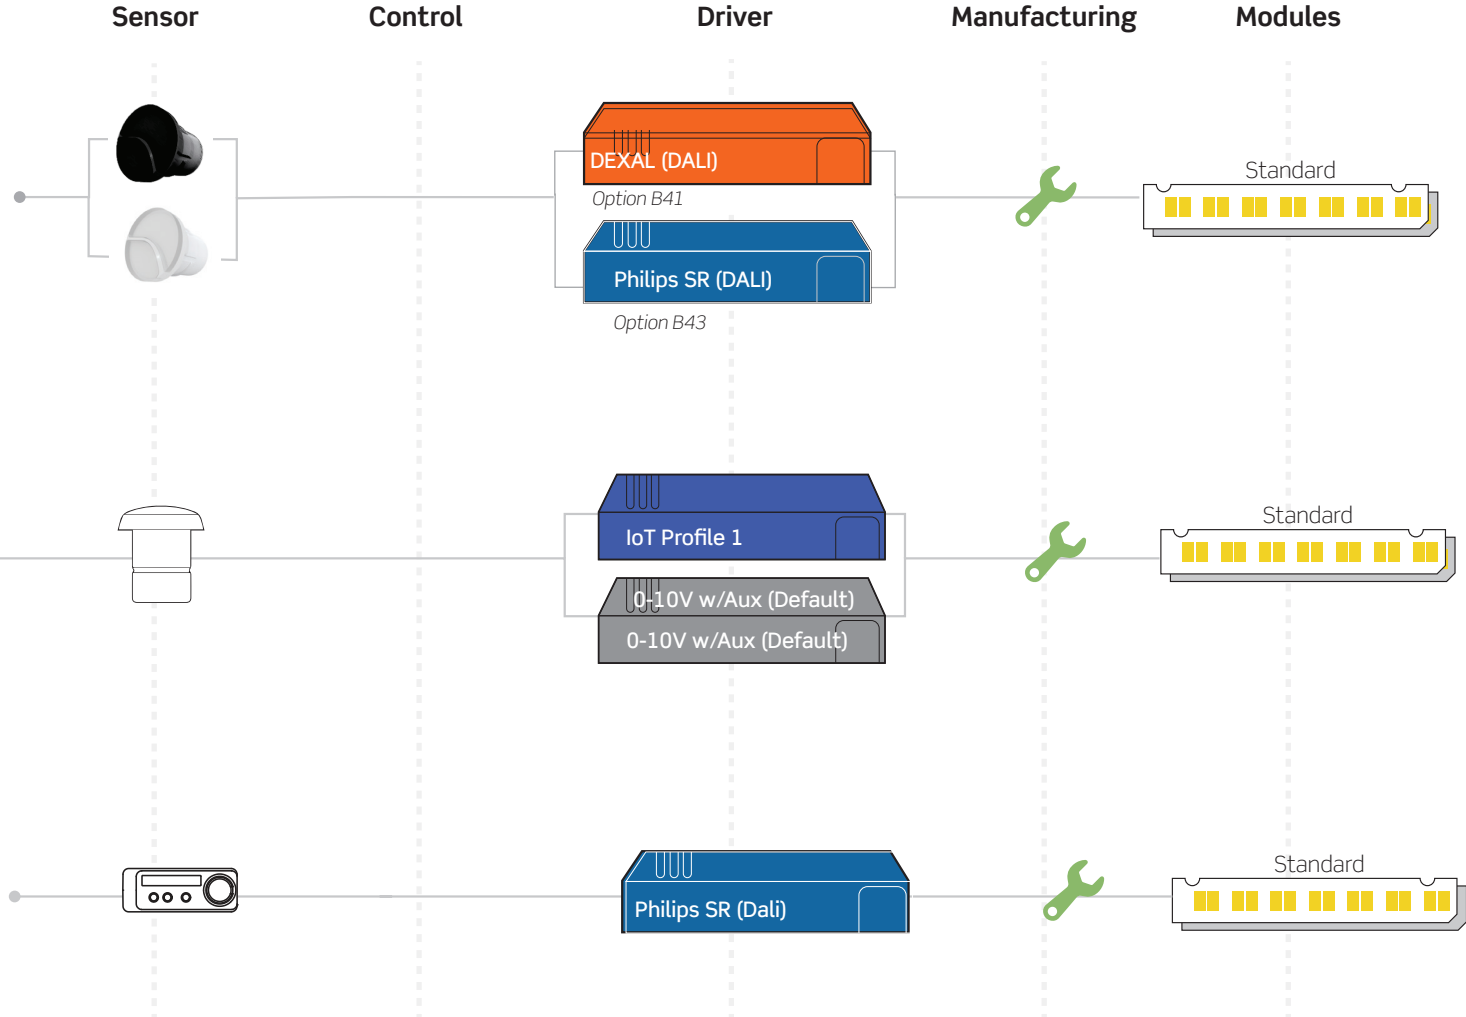 Sensor Control Driver Manufacturing Modules
DEXAL (DALI)
Option B41
Standard
Philips SR (DALI)
Option B43
IoT Profile 1
Standard
0-10V w/Aux (Default)
0-10V w/Aux (Default)
Philips SR (Dali)
Standard